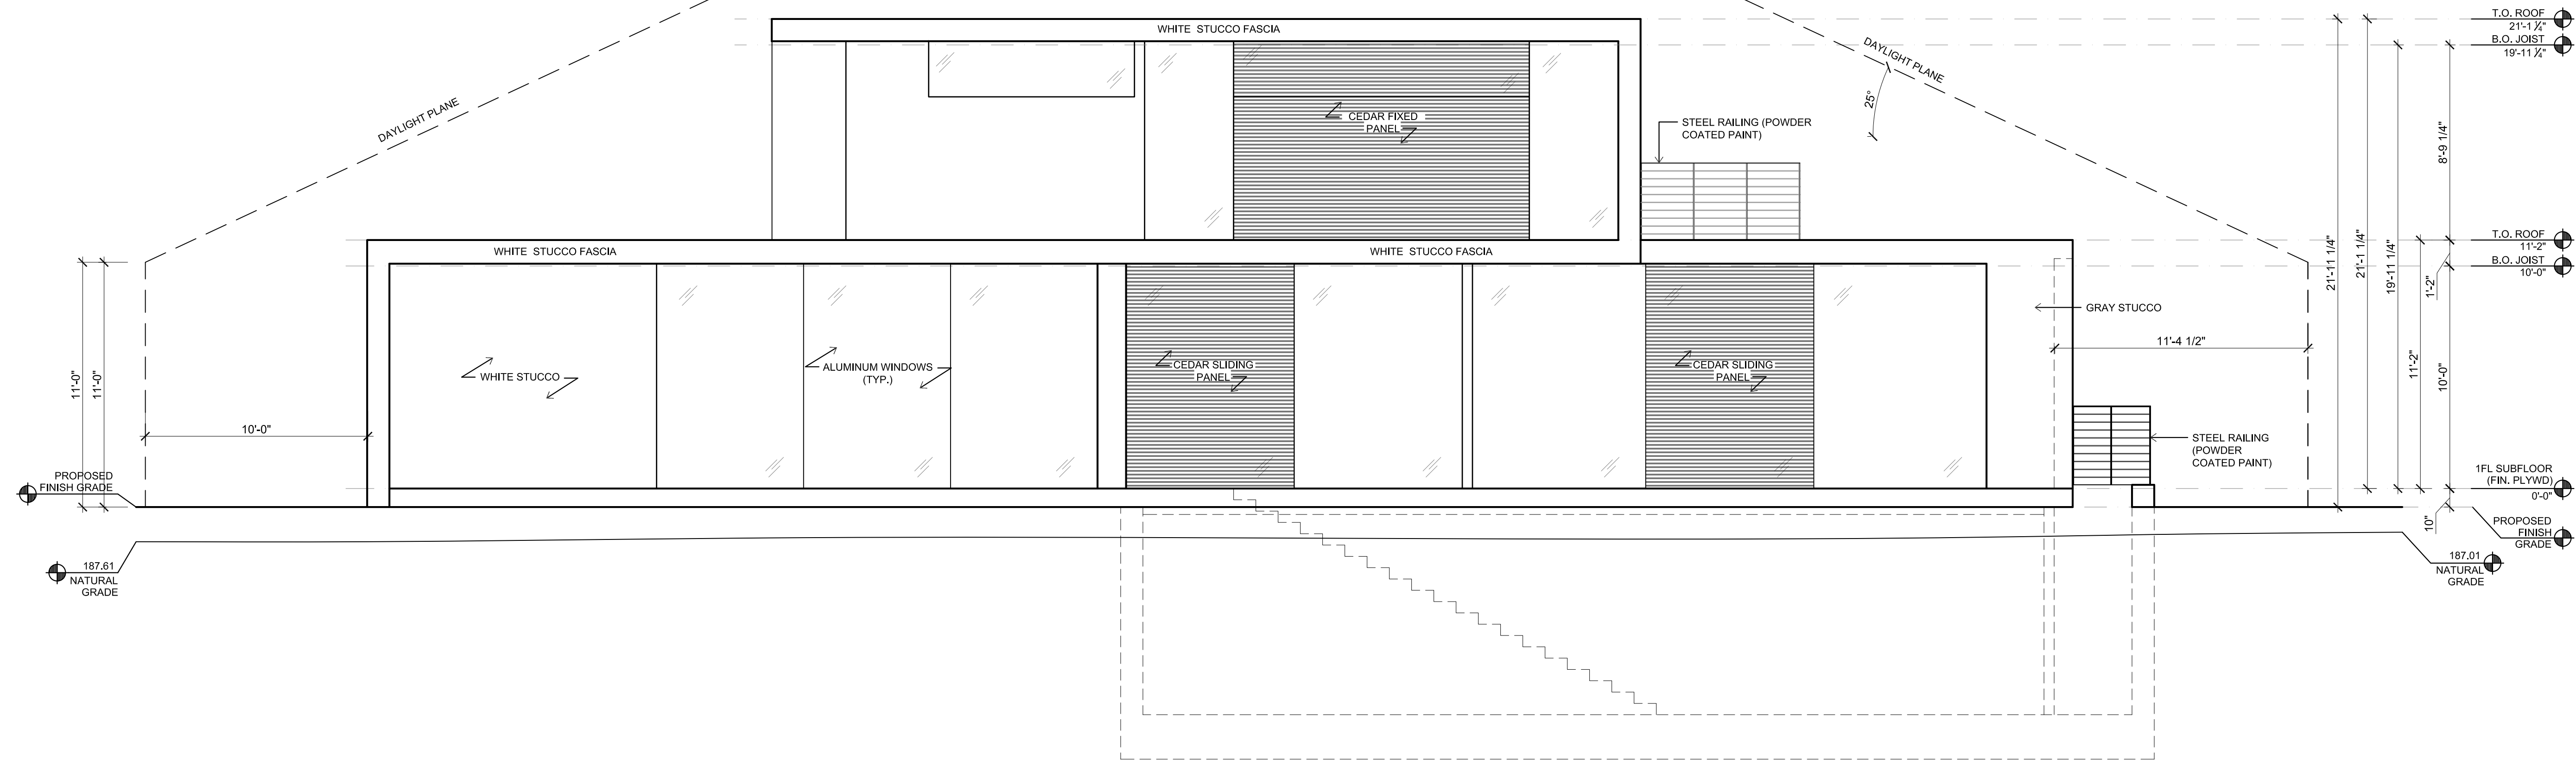 WHITE  STUCCO FASCIA
T.O. ROOF
21'-1 ¼"
B.O. JOIST
19'-11 ¼"
DAYLIGHT PLANE
DAYLIGHT PLANE
25°
CEDAR FIXED
PANEL
STEEL RAILING (POWDER
COATED PAINT)
8'-9 1/4"
WHITE  STUCCO FASCIA
WHITE  STUCCO FASCIA
T.O. ROOF
11'-2"
B.O. JOIST
10'-0"
21'-11 1/4"
21'-1 1/4"
19'-11 1/4"
1'-2"
GRAY STUCCO
11'-4 1/2"
11'-0"
11'-0"
WHITE STUCCO
ALUMINUM WINDOWS
(TYP.)
CEDAR SLIDING
PANEL
CEDAR SLIDING
PANEL
11'-2"
10'-0"
10'-0"
STEEL RAILING
(POWDER
COATED PAINT)
PROPOSED
FINISH GRADE
1FL SUBFLOOR
(FIN. PLYWD)
0'-0"
10"
PROPOSED
FINISH
GRADE
187.61
NATURAL
GRADE
187.01
NATURAL
GRADE